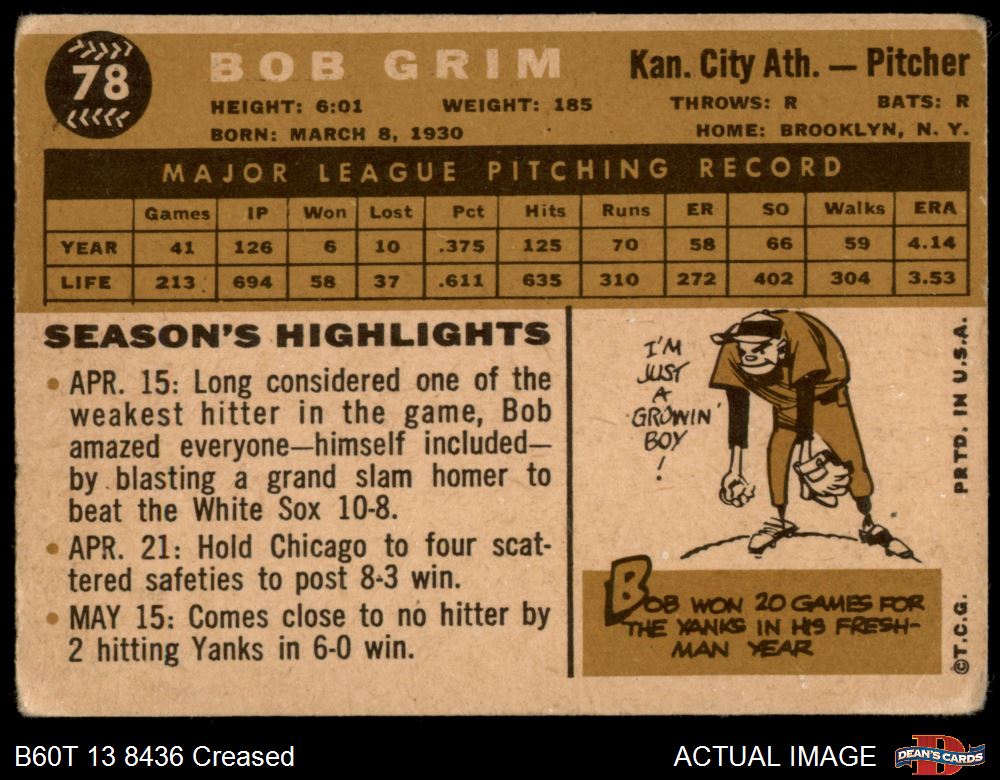 78
BOB GRIM
Kan. City Ath. — Pitcher
HEIGHT: 6:01 WEIGHT: 185 THROWS: R BATS: R
BORN: MARCH 8, 1930 HOME: BROOKLYN, N. Y.
MAJOR LEAGUE PITCHING RECORD
Games IP Won Lost Pct Hits Runs ER SO Walks ERA
YEAR 41 126 6 10 .375 125 70 58 66 59 4.14
LIFE 213 694 58 37 .611 635 310 272 402 304 3.53
SEASON'S HIGHLIGHTS
• APR. 15: Long considered one of the
weakest hitter in the game, Bob
amazed everyone—himself included—
by blasting a grand slam homer to
beat the White Sox 10-8.
• APR. 21: Hold Chicago to four scat-
tered safeties to post 8-3 win.
• MAY 15: Comes close to no hitter by
2 hitting Yanks in 6-0 win.
I'M
JUST
A
GROWIN'
BOY
!
BOB WON 20 GAMES FOR
THE YANKS IN HIS FRESH-
MAN YEAR
PRTD. IN U.S.A.
©T.C.G.
B60T 13 8436 Creased
ACTUAL IMAGE
DEAN'S CARDS